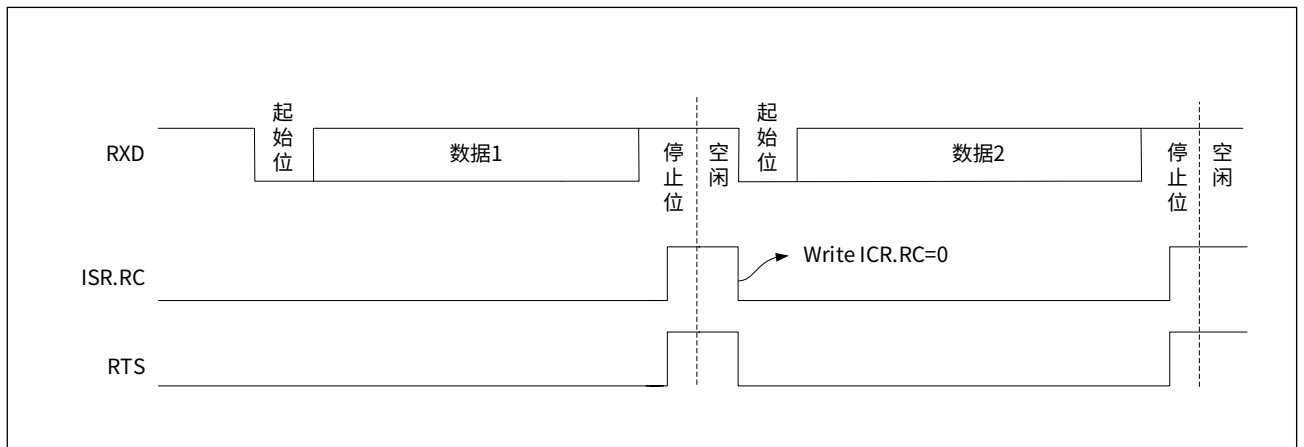 RXD
起始位
数据1
停止位
空闲
起始位
数据2
停止位
空闲
ISR.RC
Write ICR.RC=0
RTS